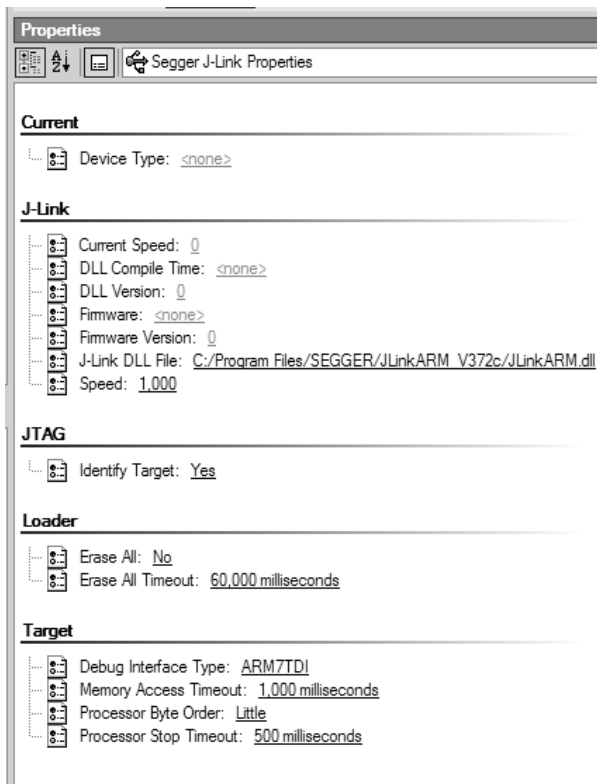 Properties
Segger J-Link Properties
Current
Device Type: <none>
J-Link
Current Speed: 0
DLL Compile Time: <none>
DLL Version: 0
Firmware: <none>
Firmware Version: 0
J-Link DLL File: C:/Program Files/SEGGER/JLinkARM_V372c/JLinkARM.dll
Speed: 1,000
JTAG
Identify Target: Yes
Loader
Erase All: No
Erase All Timeout: 60,000 milliseconds
Target
Debug Interface Type: ARM7TDI
Memory Access Timeout: 1,000 milliseconds
Processor Byte Order: Little
Processor Stop Timeout: 500 milliseconds